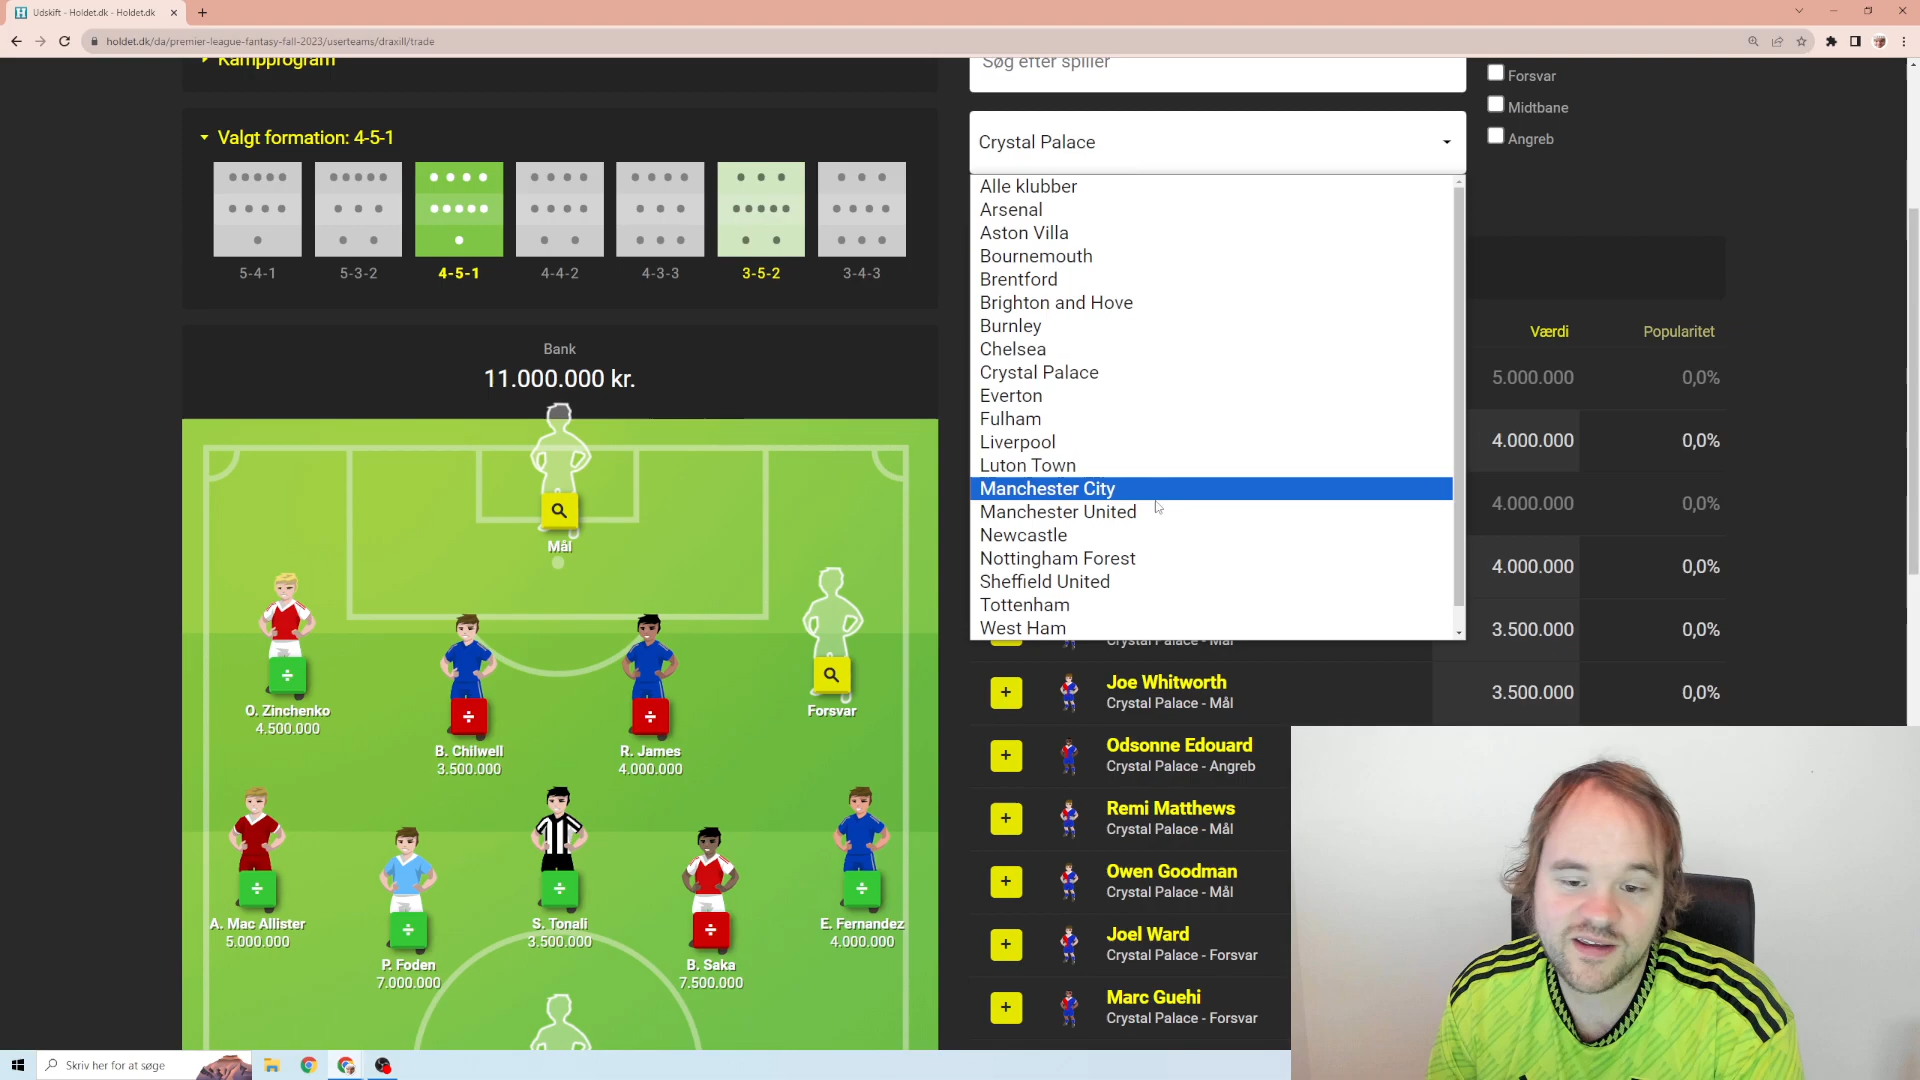 Udskift - Holdet.dk - Holdet.dk
holdet.dk/da/premier-league-fantasy-fall-2023/userteams/draxill/trade
Kampprogram
Valgt formation: 4-5-1
5-4-1
5-3-2
4-5-1
4-4-2
4-3-3
3-5-2
3-4-3
Bank
11.000.000 kr.
Mål
O. Zinchenko
4.500.000
B. Chilwell
3.500.000
R. James
4.000.000
Forsvar
A. Mac Allister
5.000.000
P. Foden
7.000.000
S. Tonali
3.500.000
B. Saka
7.500.000
E. Fernandez
4.000.000
Søg efter spiller
Crystal Palace
Alle klubber
Arsenal
Aston Villa
Bournemouth
Brentford
Brighton and Hove
Burnley
Chelsea
Crystal Palace
Everton
Fulham
Liverpool
Luton Town
Manchester City
Manchester United
Newcastle
Nottingham Forest
Sheffield United
Tottenham
West Ham
Forsvar
Midtbane
Angreb
Værdi Popularitet
5.000.000 0,0%
4.000.000 0,0%
4.000.000 0,0%
4.000.000 0,0%
3.500.000 0,0%
Crystal Palace - Mål
Joe Whitworth
Crystal Palace - Mål
3.500.000 0,0%
Odsonne Edouard
Crystal Palace - Angreb
Remi Matthews
Crystal Palace - Mål
Owen Goodman
Crystal Palace - Mål
Joel Ward
Crystal Palace - Forsvar
Marc Guehi
Crystal Palace - Forsvar
Skriv her for at søge